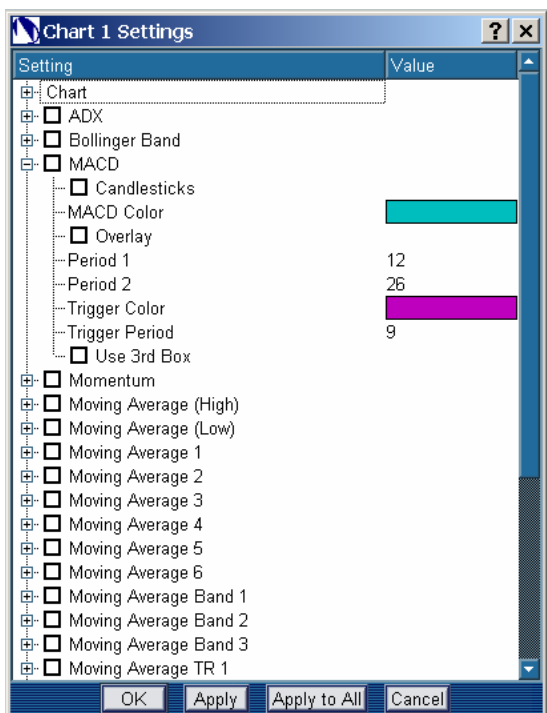 Chart 1 Settings ? ×
Setting Value
Chart
ADX
Bollinger Band
MACD
Candlesticks
MACD Color
Overlay
Period 1 12
Period 2 26
Trigger Color
Trigger Period 9
Use 3rd Box
Momentum
Moving Average (High)
Moving Average (Low)
Moving Average 1
Moving Average 2
Moving Average 3
Moving Average 4
Moving Average 5
Moving Average 6
Moving Average Band 1
Moving Average Band 2
Moving Average Band 3
Moving Average TR 1
OK Apply Apply to All Cancel